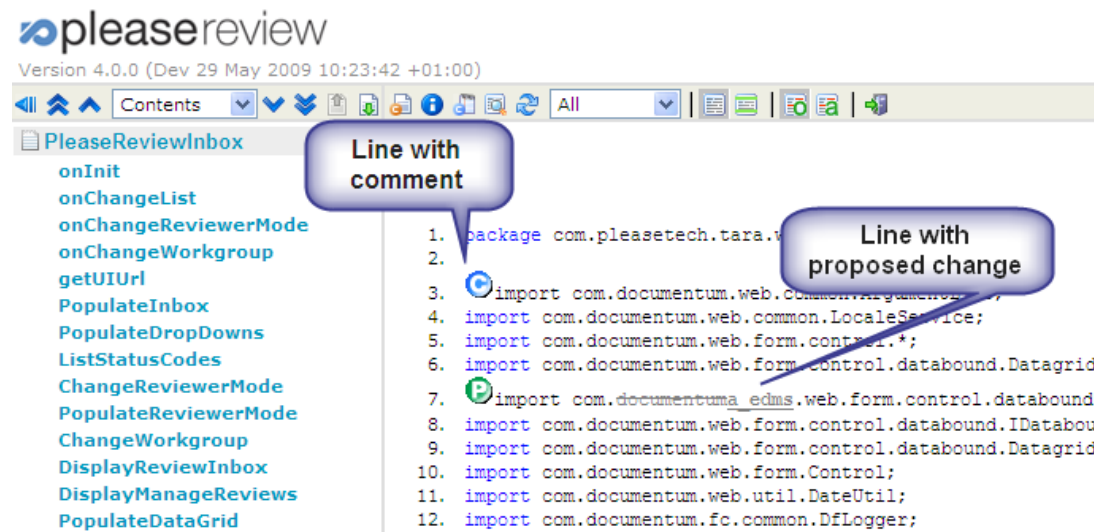 pleasereview
Version 4.0.0 (Dev 29 May 2009 10:23:42 +01:00)
Contents
All
PleaseReviewInbox
onInit
onChangeList
onChangeReviewerMode
onChangeWorkgroup
getUIUrl
PopulateInbox
PopulateDropDowns
ListStatusCodes
ChangeReviewerMode
PopulateReviewerMode
ChangeWorkgroup
DisplayReviewInbox
DisplayManageReviews
PopulateDataGrid
Line with
comment
Line with
proposed change
1. package com.pleasetech.tara.
2.
3. C import com.documentum.web.common.
4. import com.documentum.web.common.LocaleService;
5. import com.documentum.web.form.control.*;
6. import com.documentum.web.form.control.databound.Datagrid
7. P import com.documentuma_edms.web.form.control.databound
8. import com.documentum.web.form.control.databound.IDatabou
9. import com.documentum.web.form.control.databound.Datagrid
10. import com.documentum.web.form.Control;
11. import com.documentum.web.util.DateUtil;
12. import com.documentum.fc.common.DfLogger;